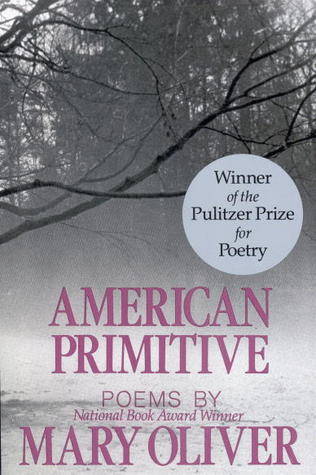 Winner
of the
Pulitzer Prize
for
Poetry
AMERICAN
PRIMITIVE
POEMS BY
National Book Award Winner
MARY OLIVER